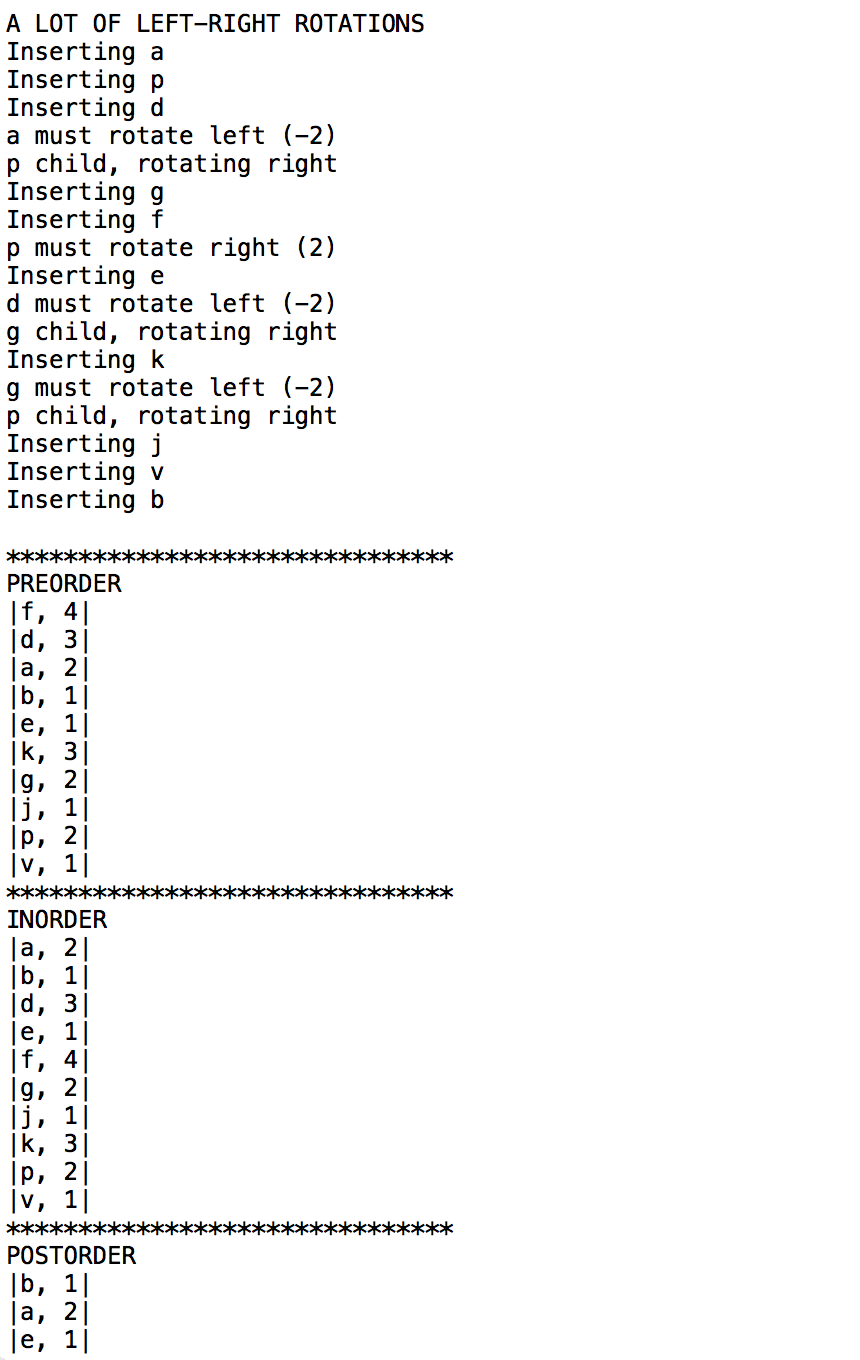 A LOT OF LEFT-RIGHT ROTATIONS
Inserting a
Inserting p
Inserting d
a must rotate left (-2)
p child, rotating right
Inserting g
Inserting f
p must rotate right (2)
Inserting e
d must rotate left (-2)
g child, rotating right
Inserting k
g must rotate left (-2)
p child, rotating right
Inserting j
Inserting v
Inserting b
*******************************
PREORDER
|f, 4|
|d, 3|
|a, 2|
|b, 1|
|e, 1|
|k, 3|
|g, 2|
|j, 1|
|p, 2|
|v, 1|
*******************************
INORDER
|a, 2|
|b, 1|
|d, 3|
|e, 1|
|f, 4|
|g, 2|
|j, 1|
|k, 3|
|p, 2|
|v, 1|
*******************************
POSTORDER
|b, 1|
|a, 2|
|e, 1|